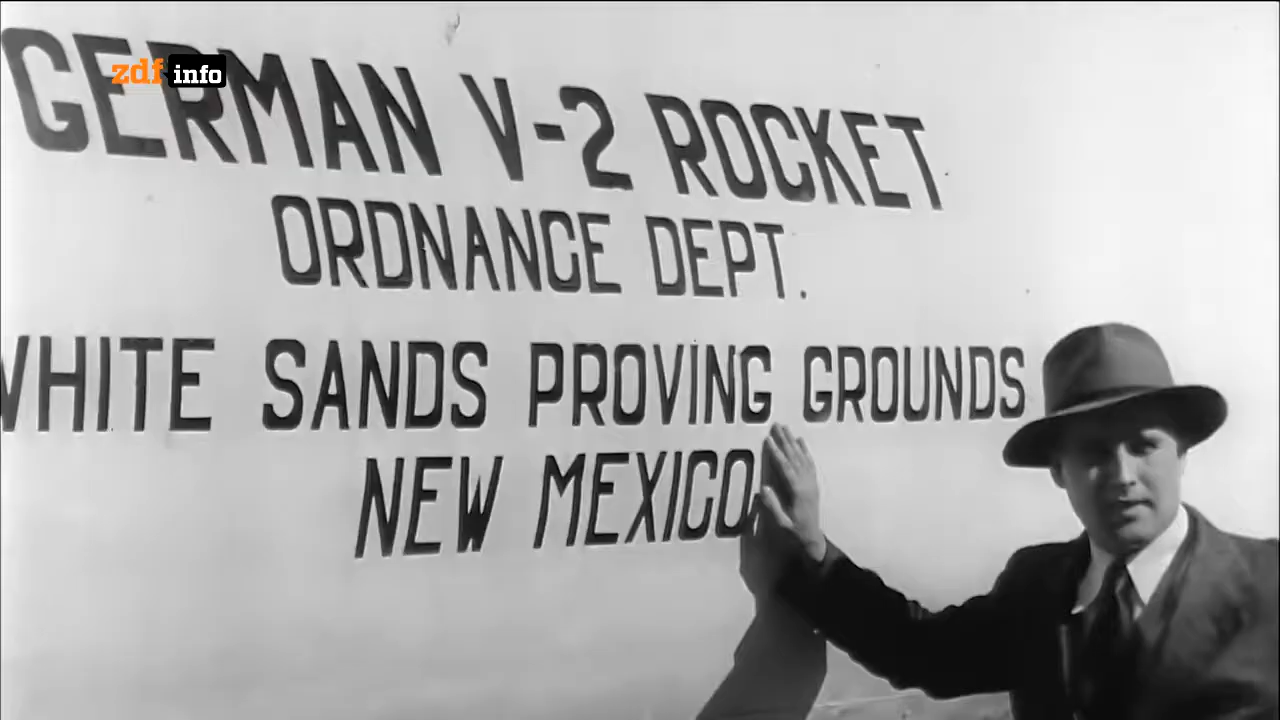 zdf info
GERMAN V-2 ROCKET
ORDNANCE DEPT.
WHITE SANDS PROVING GROUNDS
NEW MEXICO